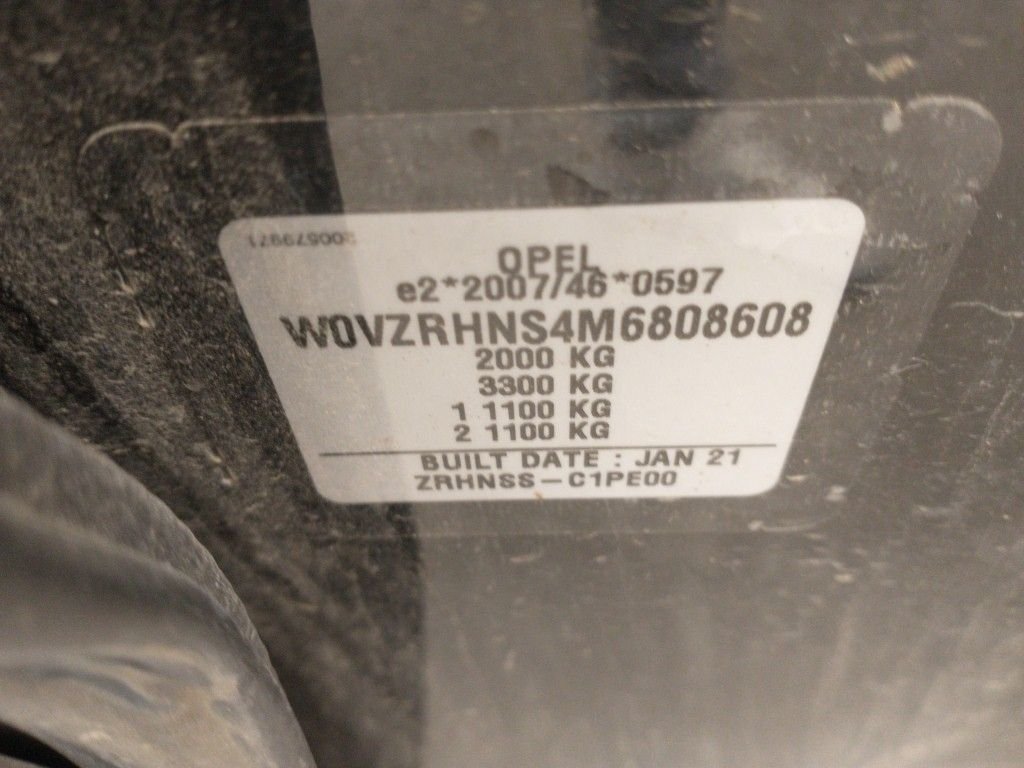 200579971
OPEL
e2*2007/46*0597
W0VZRHNS4M6808608
2000 KG
3300 KG
1 1100 KG
2 1100 KG
BUILT DATE : JAN 21
ZRHNSS-C1PE00